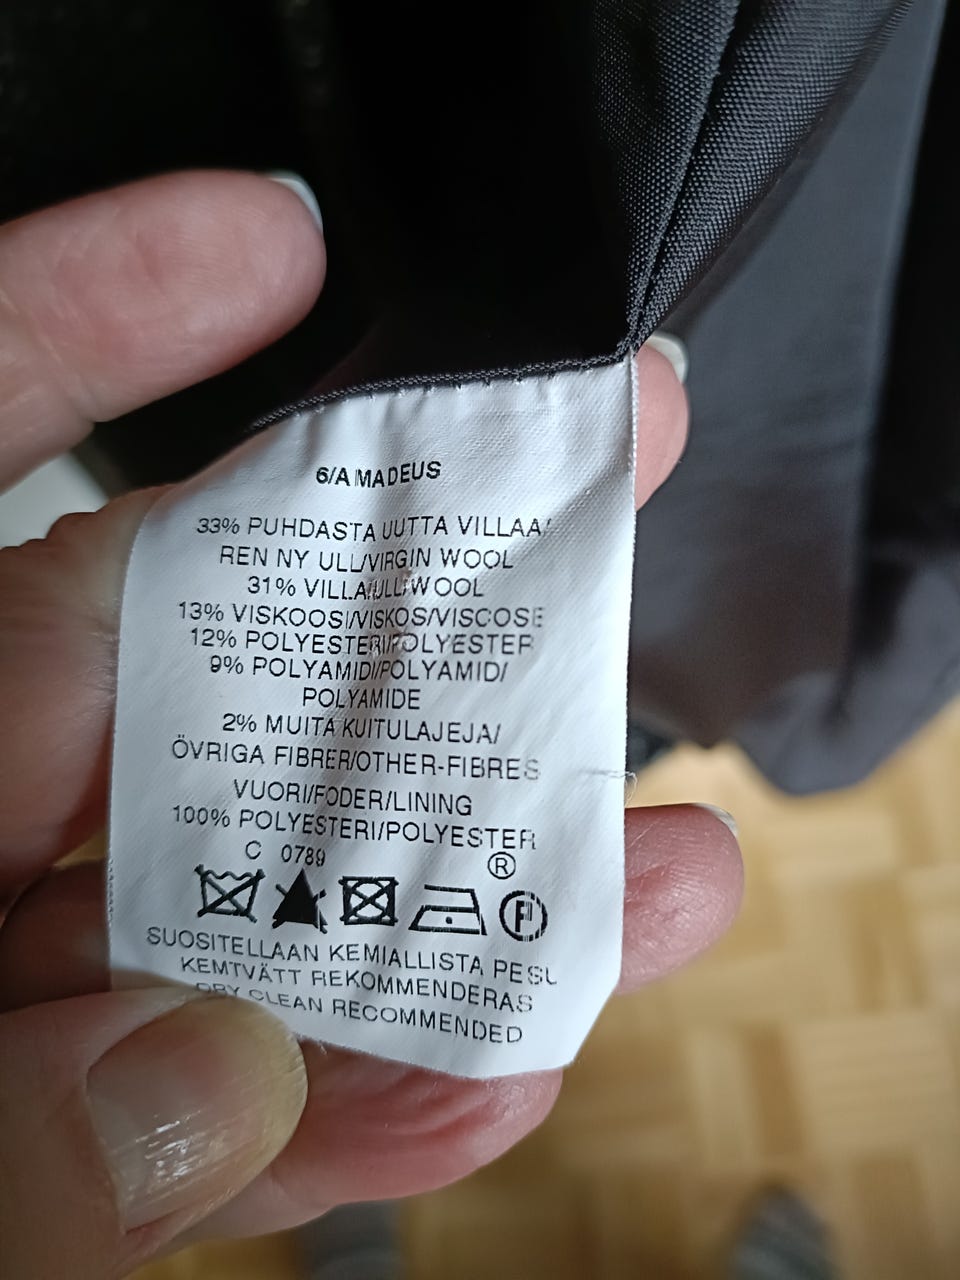 6/AMADEUS
33% PUHDASTA UUTTA VILLAA/
REN NY ULL/VIRGIN WOOL
31% VILLA/ULL/WOOL
13% VISKOOSI/VISKOS/VISCOSE
12% POLYESTERI/POLYESTER
9% POLYAMIDI/POLYAMID/
POLYAMIDE
2% MUITA KUITULAJEJA/
ÖVRIGA FIBRER/OTHER-FIBRES
VUORI/FODER/LINING
100% POLYESTERI/POLYESTER
C 0789
®
P
SUOSITELLAAN KEMIALLISTA PESU
KEMTVÄTT REKOMMENDERAS
DRY CLEAN RECOMMENDED